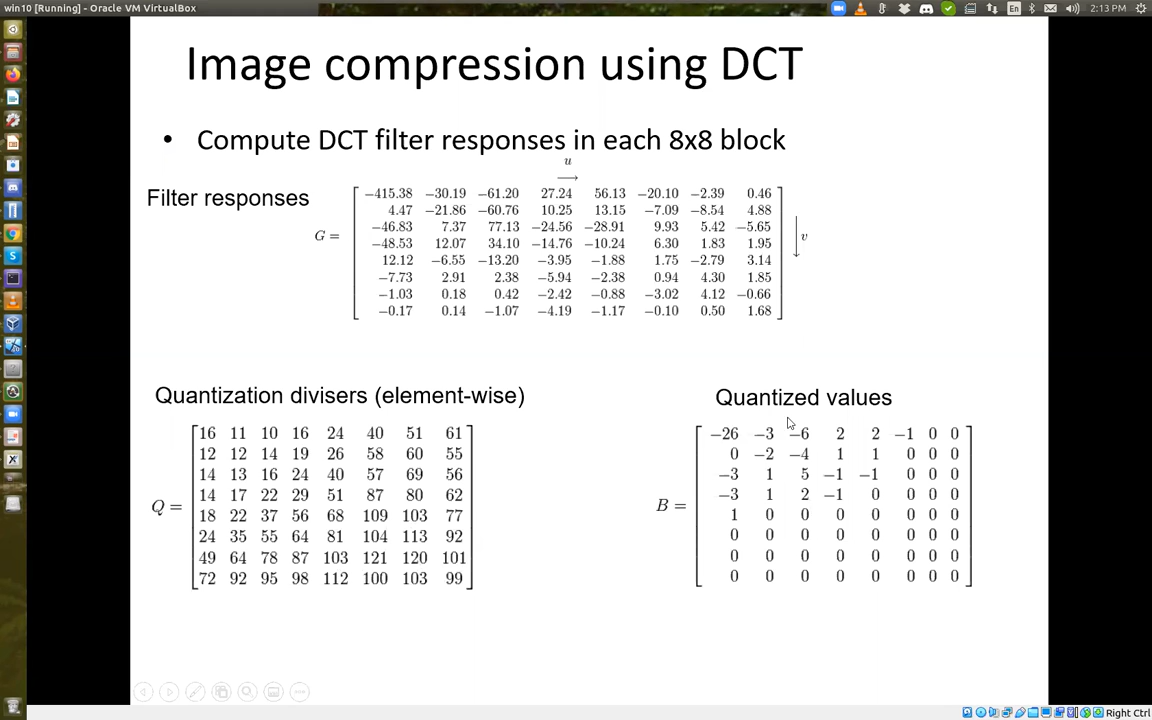 win10 [Running] - Oracle VM VirtualBox
En
2:13 PM
Image compression using DCT
• Compute DCT filter responses in each 8x8 block
u
→
Filter responses
G =
−415.38 −30.19 −61.20 27.24 56.13 −20.10 −2.39 0.46
4.47 −21.86 −60.76 10.25 13.15 −7.09 −8.54 4.88
−46.83 7.37 77.13 −24.56 −28.91 9.93 5.42 −5.65
−48.53 12.07 34.10 −14.76 −10.24 6.30 1.83 1.95
12.12 −6.55 −13.20 −3.95 −1.88 1.75 −2.79 3.14
−7.73 2.91 2.38 −5.94 −2.38 0.94 4.30 1.85
−1.03 0.18 0.42 −2.42 −0.88 −3.02 4.12 −0.66
−0.17 0.14 −1.07 −4.19 −1.17 −0.10 0.50 1.68
v
Quantization divisers (element-wise)
Q =
16 11 10 16 24 40 51 61
12 12 14 19 26 58 60 55
14 13 16 24 40 57 69 56
14 17 22 29 51 87 80 62
18 22 37 56 68 109 103 77
24 35 55 64 81 104 113 92
49 64 78 87 103 121 120 101
72 92 95 98 112 100 103 99
Quantized values
B =
−26 −3 −6 2 2 −1 0 0
0 −2 −4 1 1 0 0 0
−3 1 5 −1 −1 0 0 0
−3 1 2 −1 0 0 0 0
1 0 0 0 0 0 0 0
0 0 0 0 0 0 0 0
0 0 0 0 0 0 0 0
0 0 0 0 0 0 0 0
Right Ctrl